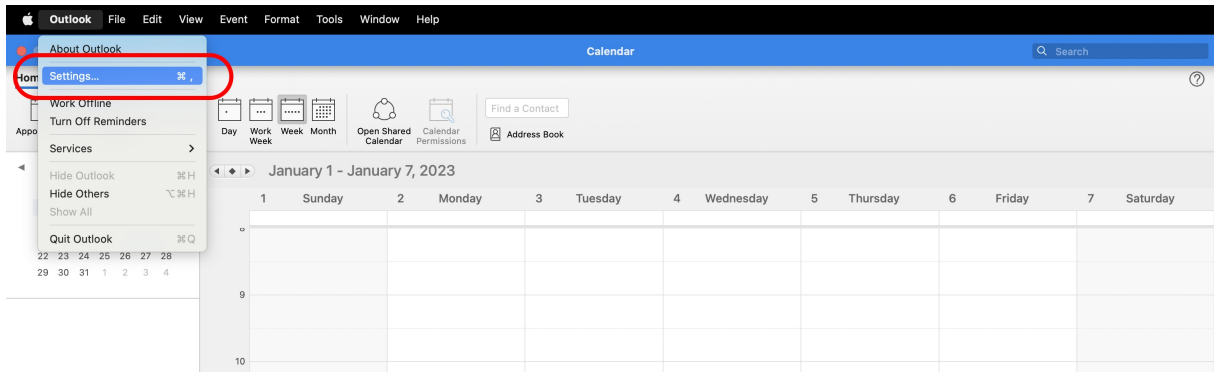 Outlook File Edit View Event Format Tools Window Help
Calendar
Search
About Outlook
Settings... ⌘ ,
Work Offline
Turn Off Reminders
Services >
Hide Outlook ⌘H
Hide Others ⌥⌘H
Show All
Quit Outlook ⌘Q
Day
Work Week
Week
Month
Open Shared Calendar
Calendar Permissions
Find a Contact
Address Book
January 1 - January 7, 2023
1 Sunday 2 Monday 3 Tuesday 4 Wednesday 5 Thursday 6 Friday 7 Saturday
22 23 24 25 26 27 28
29 30 31 1 2 3 4
9
10